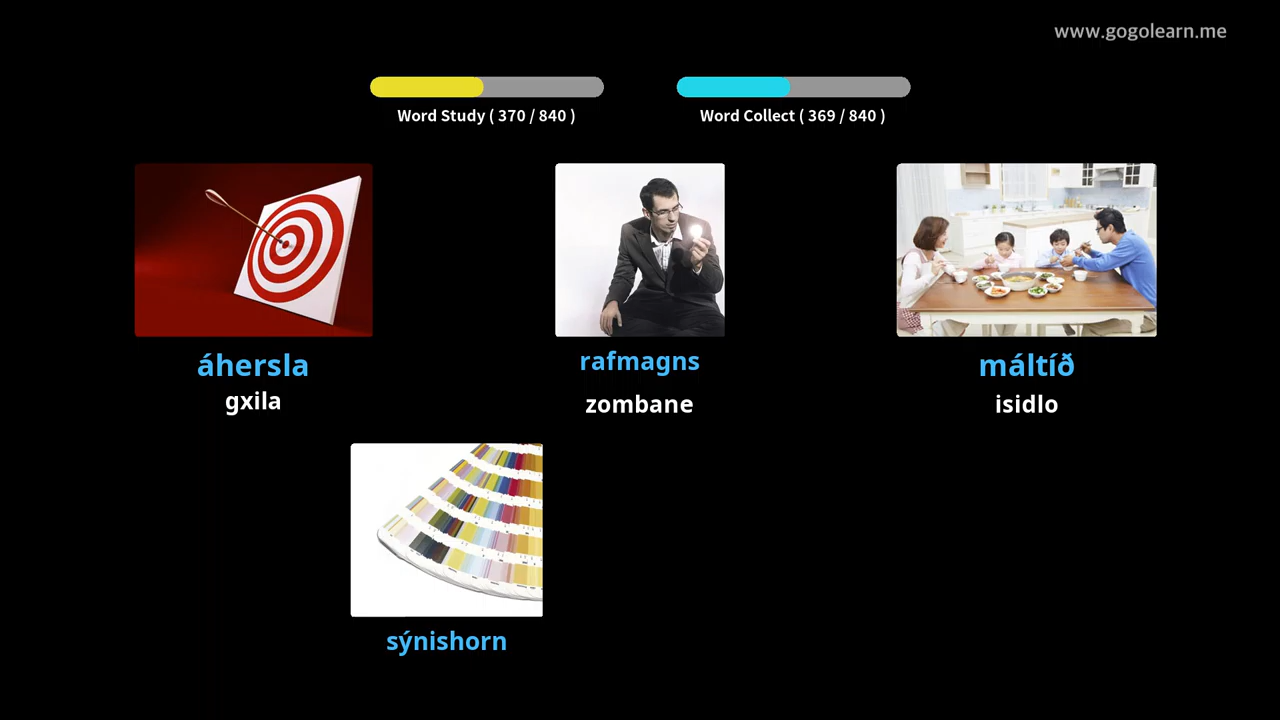 www.gogolearn.me
Word Study ( 370 / 840 )
Word Collect ( 369 / 840 )
áhersla
gxila
rafmagns
zombane
máltíð
isidlo
sýnishorn